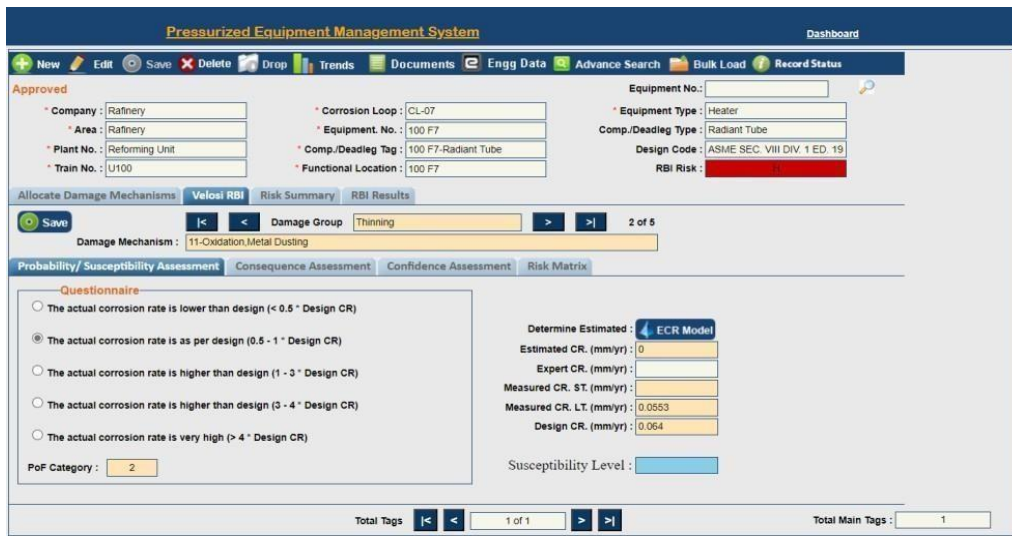 Pressurized Equipment Management System
Dashboard
New Edit Save Delete Drop Trends Documents Engg Data Advance Search Bulk Load Record Status
Approved
Equipment No.:
* Company : Rafinery
* Corrosion Loop : CL-07
* Equipment Type : Heater
* Area : Rafinery
* Equipment. No. : 100 F7
Comp./Deadleg Type : Radiant Tube
* Plant No. : Reforming Unit
* Comp./Deadleg Tag : 100 F7-Radiant Tube
Design Code : ASME SEC. VIII DIV. 1 ED. 19
* Train No. : U100
* Functional Location : 100 F7
RBI Risk :
Allocate Damage Mechanisms Velosi RBI Risk Summary RBI Results
Save |< < Damage Group Thinning > >| 2 of 5
Damage Mechanism : 11-Oxidation,Metal Dusting
Probability/ Susceptibility Assessment Consequence Assessment Confidence Assessment Risk Matrix
Questionnaire
The actual corrosion rate is lower than design (< 0.5 * Design CR)
The actual corrosion rate is as per design (0.5 - 1 * Design CR)
The actual corrosion rate is higher than design (1 - 3 * Design CR)
The actual corrosion rate is higher than design (3 - 4 * Design CR)
The actual corrosion rate is very high (> 4 * Design CR)
PoF Category : 2
Determine Estimated : ECR Model
Estimated CR. (mm/yr) : 0
Expert CR. (mm/yr) :
Measured CR. ST. (mm/yr) :
Measured CR. LT. (mm/yr) : 0.0553
Design CR. (mm/yr) : 0.064
Susceptibility Level :
Total Tags |< < 1 of 1 > >|
Total Main Tags : 1